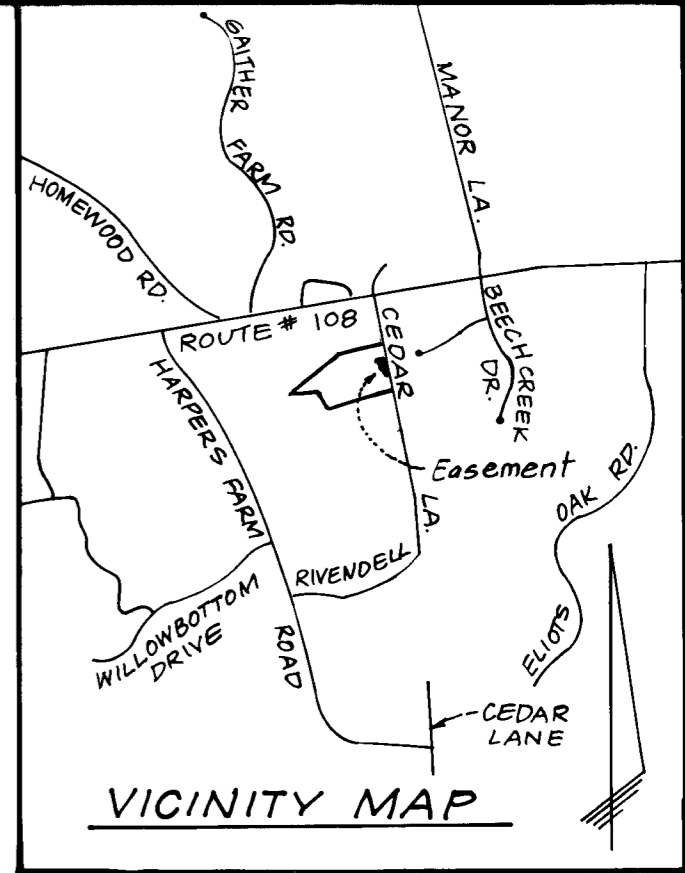 GAITHER FARM RD.
MANOR LA.
HOMEWOOD RD.
ROUTE # 108
CEDAR LA.
BEECH CREEK
DR.
HARPERS FARM ROAD
Easement
OAK RD.
ELIOTS
RIVENDELL
WILLOWBOTTOM
DRIVE
CEDAR
LANE
VICINITY MAP